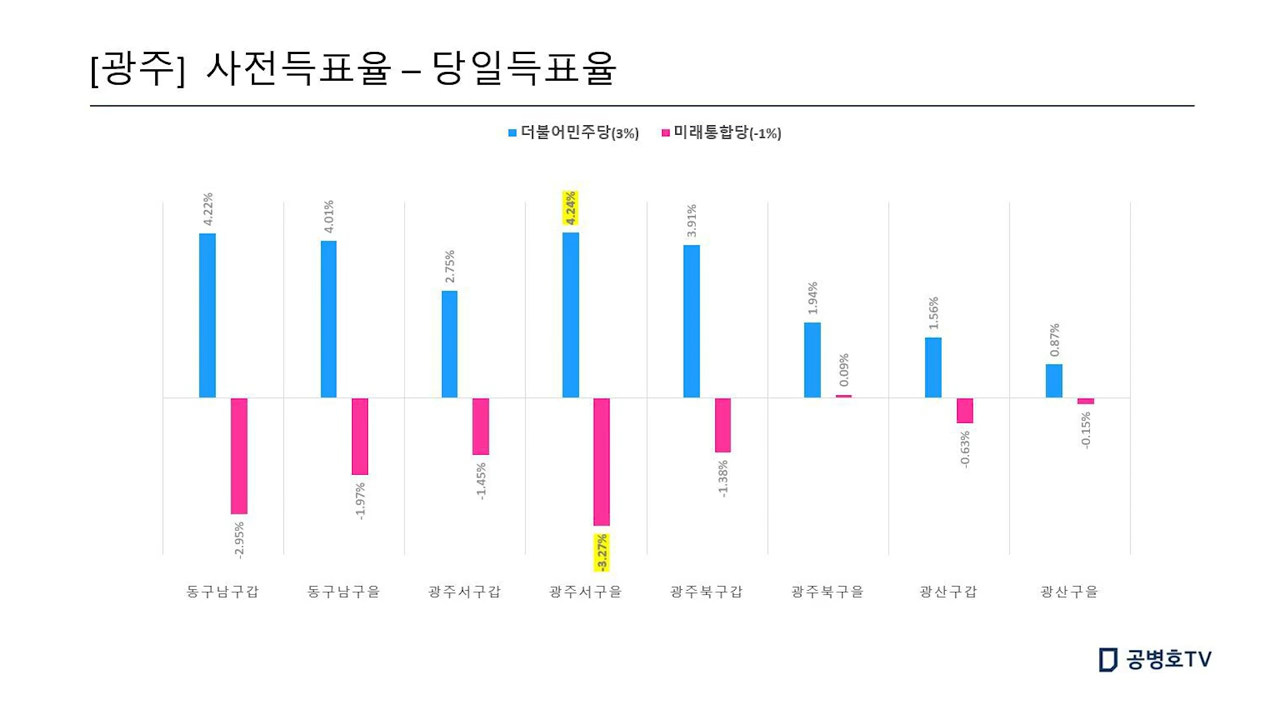 [광주] 사전득표율 – 당일득표율
더불어민주당(3%) 미래통합당(-1%)
4.22% 4.01% 2.75% 4.24% 3.91% 1.94% 0.09% 1.56% 0.87%
-2.95% -1.97% -1.45% -3.27% -1.38% -0.63% -0.15%
동구남구갑 동구남구을 광주서구갑 광주서구을 광주북구갑 광주북구을 광산구갑 광산구을
공병호TV